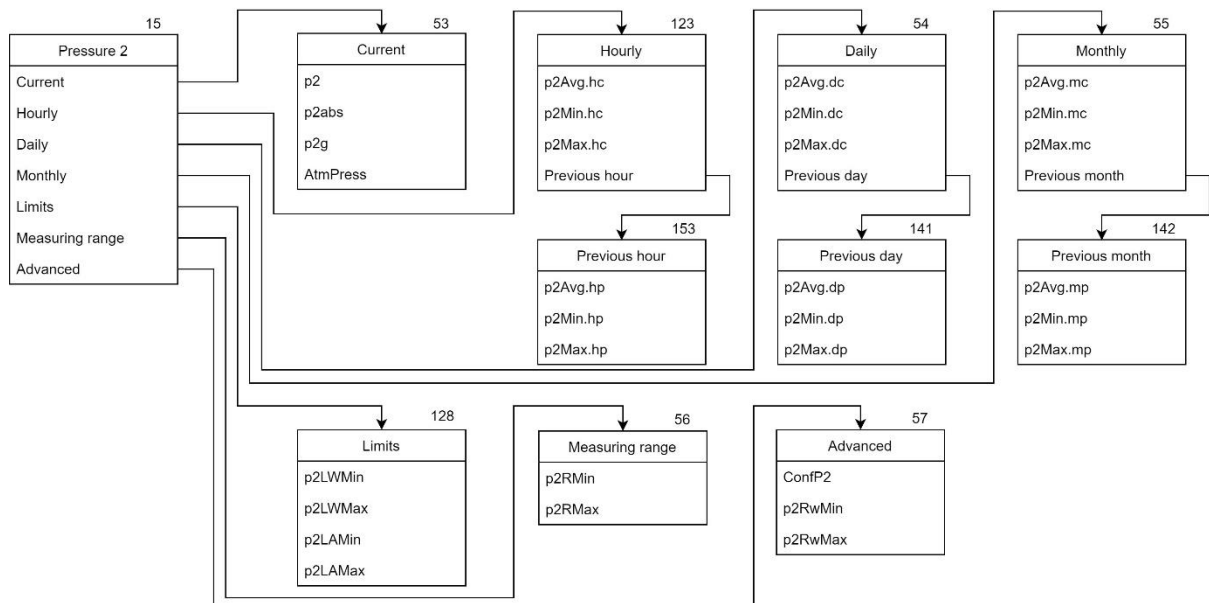 15
Pressure 2
Current
Hourly
Daily
Monthly
Limits
Measuring range
Advanced
53
Current
p2
p2abs
p2g
AtmPress
123
Hourly
p2Avg.hc
p2Min.hc
p2Max.hc
Previous hour
54
Daily
p2Avg.dc
p2Min.dc
p2Max.dc
Previous day
55
Monthly
p2Avg.mc
p2Min.mc
p2Max.mc
Previous month
153
Previous hour
p2Avg.hp
p2Min.hp
p2Max.hp
141
Previous day
p2Avg.dp
p2Min.dp
p2Max.dp
142
Previous month
p2Avg.mp
p2Min.mp
p2Max.mp
128
Limits
p2LWMin
p2LWMax
p2LAMin
p2LAMax
56
Measuring range
p2RMin
p2RMax
57
Advanced
ConfP2
p2RwMin
p2RwMax